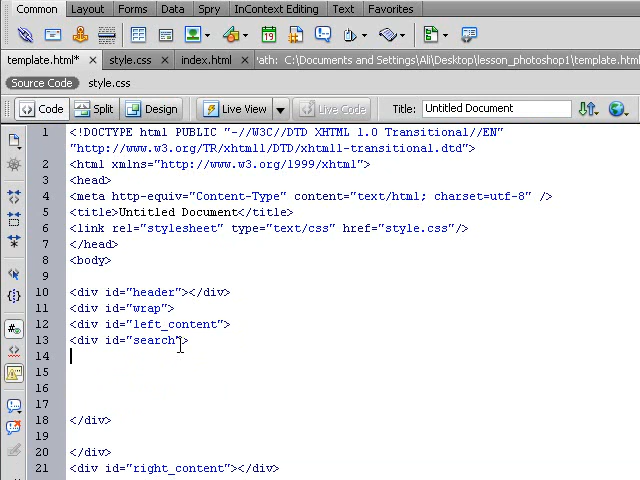 Common Layout Forms Data Spry InContext Editing Text Favorites
template.html* × style.css × index.html × Path: C:\Documents and Settings\Ali\Desktop\lesson_photoshop1\template.html
Source Code style.css
Code Split Design Live View Live Code Title: Untitled Document
1 <!DOCTYPE html PUBLIC "-//W3C//DTD XHTML 1.0 Transitional//EN"
"http://www.w3.org/TR/xhtml1/DTD/xhtml1-transitional.dtd">
2 <html xmlns="http://www.w3.org/1999/xhtml">
3 <head>
4 <meta http-equiv="Content-Type" content="text/html; charset=utf-8" />
5 <title>Untitled Document</title>
6 <link rel="stylesheet" type="text/css" href="style.css"/>
7 </head>
8 <body>
9
10 <div id="header"></div>
11 <div id="wrap">
12 <div id="left_content">
13 <div id="search">
14
15
16
17
18 </div>
19
20 </div>
21 <div id="right_content"></div>